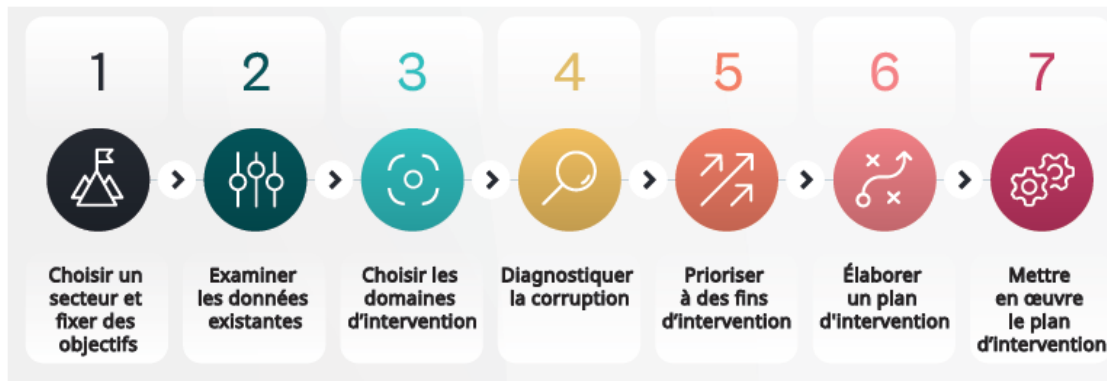 1
2
3
4
5
6
7
Choisir un
secteur et
fixer des
objectifs
Examiner
les données
existantes
Choisir les
domaines
d’intervention
Diagnostiquer
la corruption
Prioriser
à des fins
d’intervention
Élaborer
un plan
d'intervention
Mettre
en œuvre
le plan
d’intervention